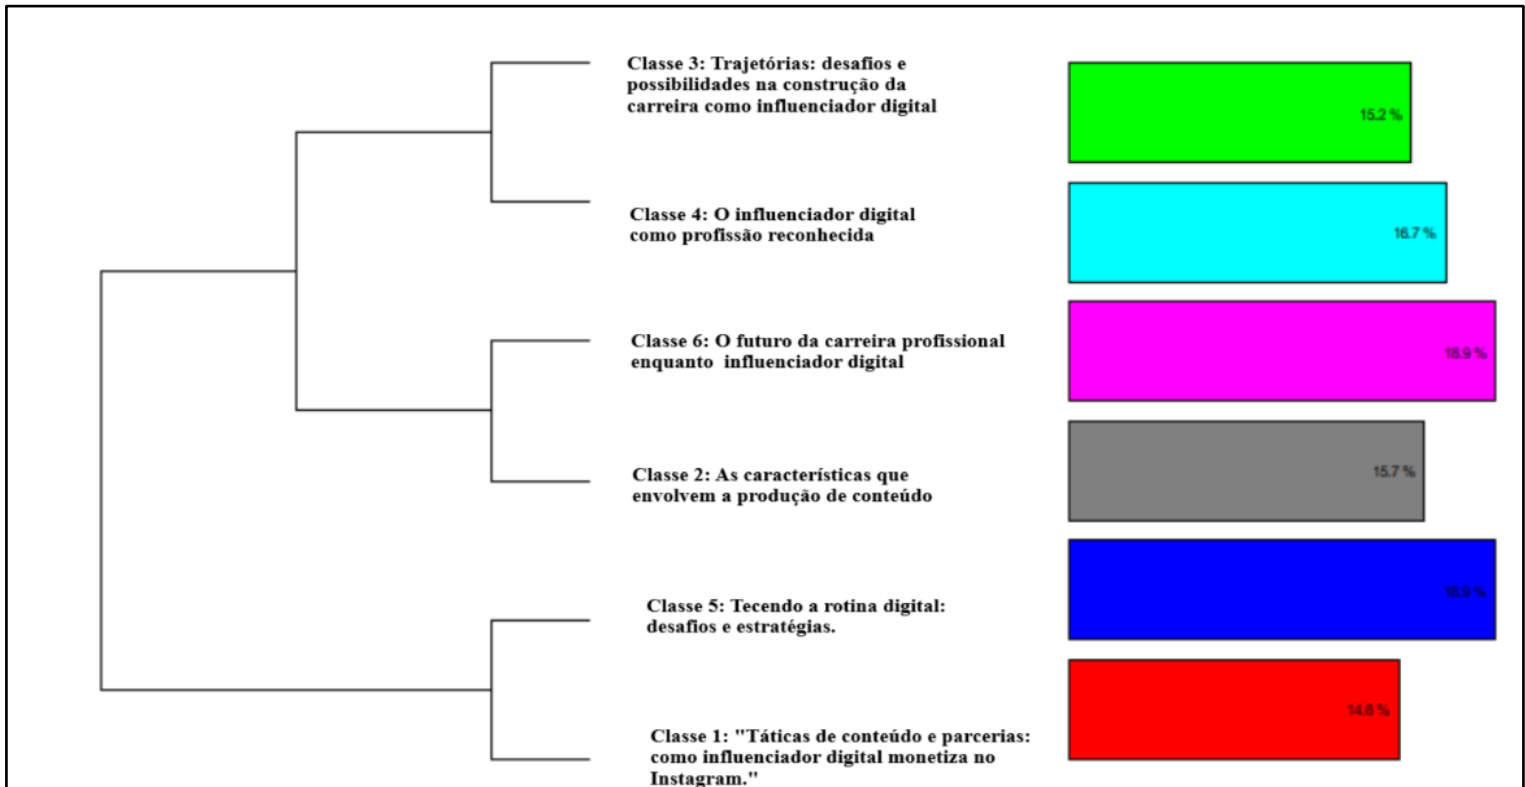 Classe 3: Trajetórias: desafios e
possibilidades na construção da
carreira como influenciador digital
15.2 %
Classe 4: O influenciador digital
como profissão reconhecida
16.7 %
Classe 6: O futuro da carreira profissional
enquanto influenciador digital
18.9 %
Classe 2: As características que
envolvem a produção de conteúdo
15.7 %
Classe 5: Tecendo a rotina digital:
desafios e estratégias.
18.9 %
Classe 1: "Táticas de conteúdo e parcerias:
como influenciador digital monetiza no
Instagram."
14.6 %